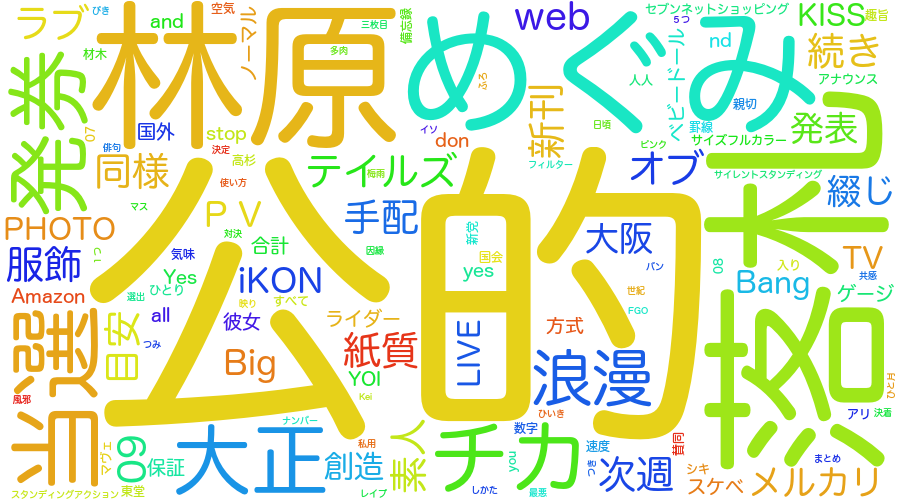 公的
林原
めぐみ
落札
当選
発券
大正
チカ
浪漫
iKON
web
KISS
続き
発表
綴じ
TV
Bang
ゲージ
メルカリ
スケベ
次週
素人
創造
保証
09
目安
服飾
PHOTO
同様
ラブ
and
国外
stop
ＰＶ
テイルズ
手配
合計
Yes
Amazon
all
彼女
Big
ライダー
紙質
YOI
LIVE
yes
方式
大阪
オブ
新刊
don
nd
ベビードール
セブンネットショッピング
ノーマル
空気
備志録
三枚目
多肉
材木
びき
07
俳句
決定
高杉
使い方
梅雨
マス
対決
因縁
気味
ひとり
選出
映り
すべて
つみ
１つ
風邪
マヴェ
東堂
スタンディングアクション
ナンバー
私用
レイプ
Kei
しかた
you
最悪
数字
ひいき
速度
つき
賛同
シキ
まとめ
アリ
決着
ひと月
共感
入り
08
FGO
世紀
バン
国会
新党
サイレントスタンディング
ピンク
フィルター
日頃
ぷろ
イソ
人人
５つ
親切
罫線
サイズフルカラー
アナウンス
趣旨